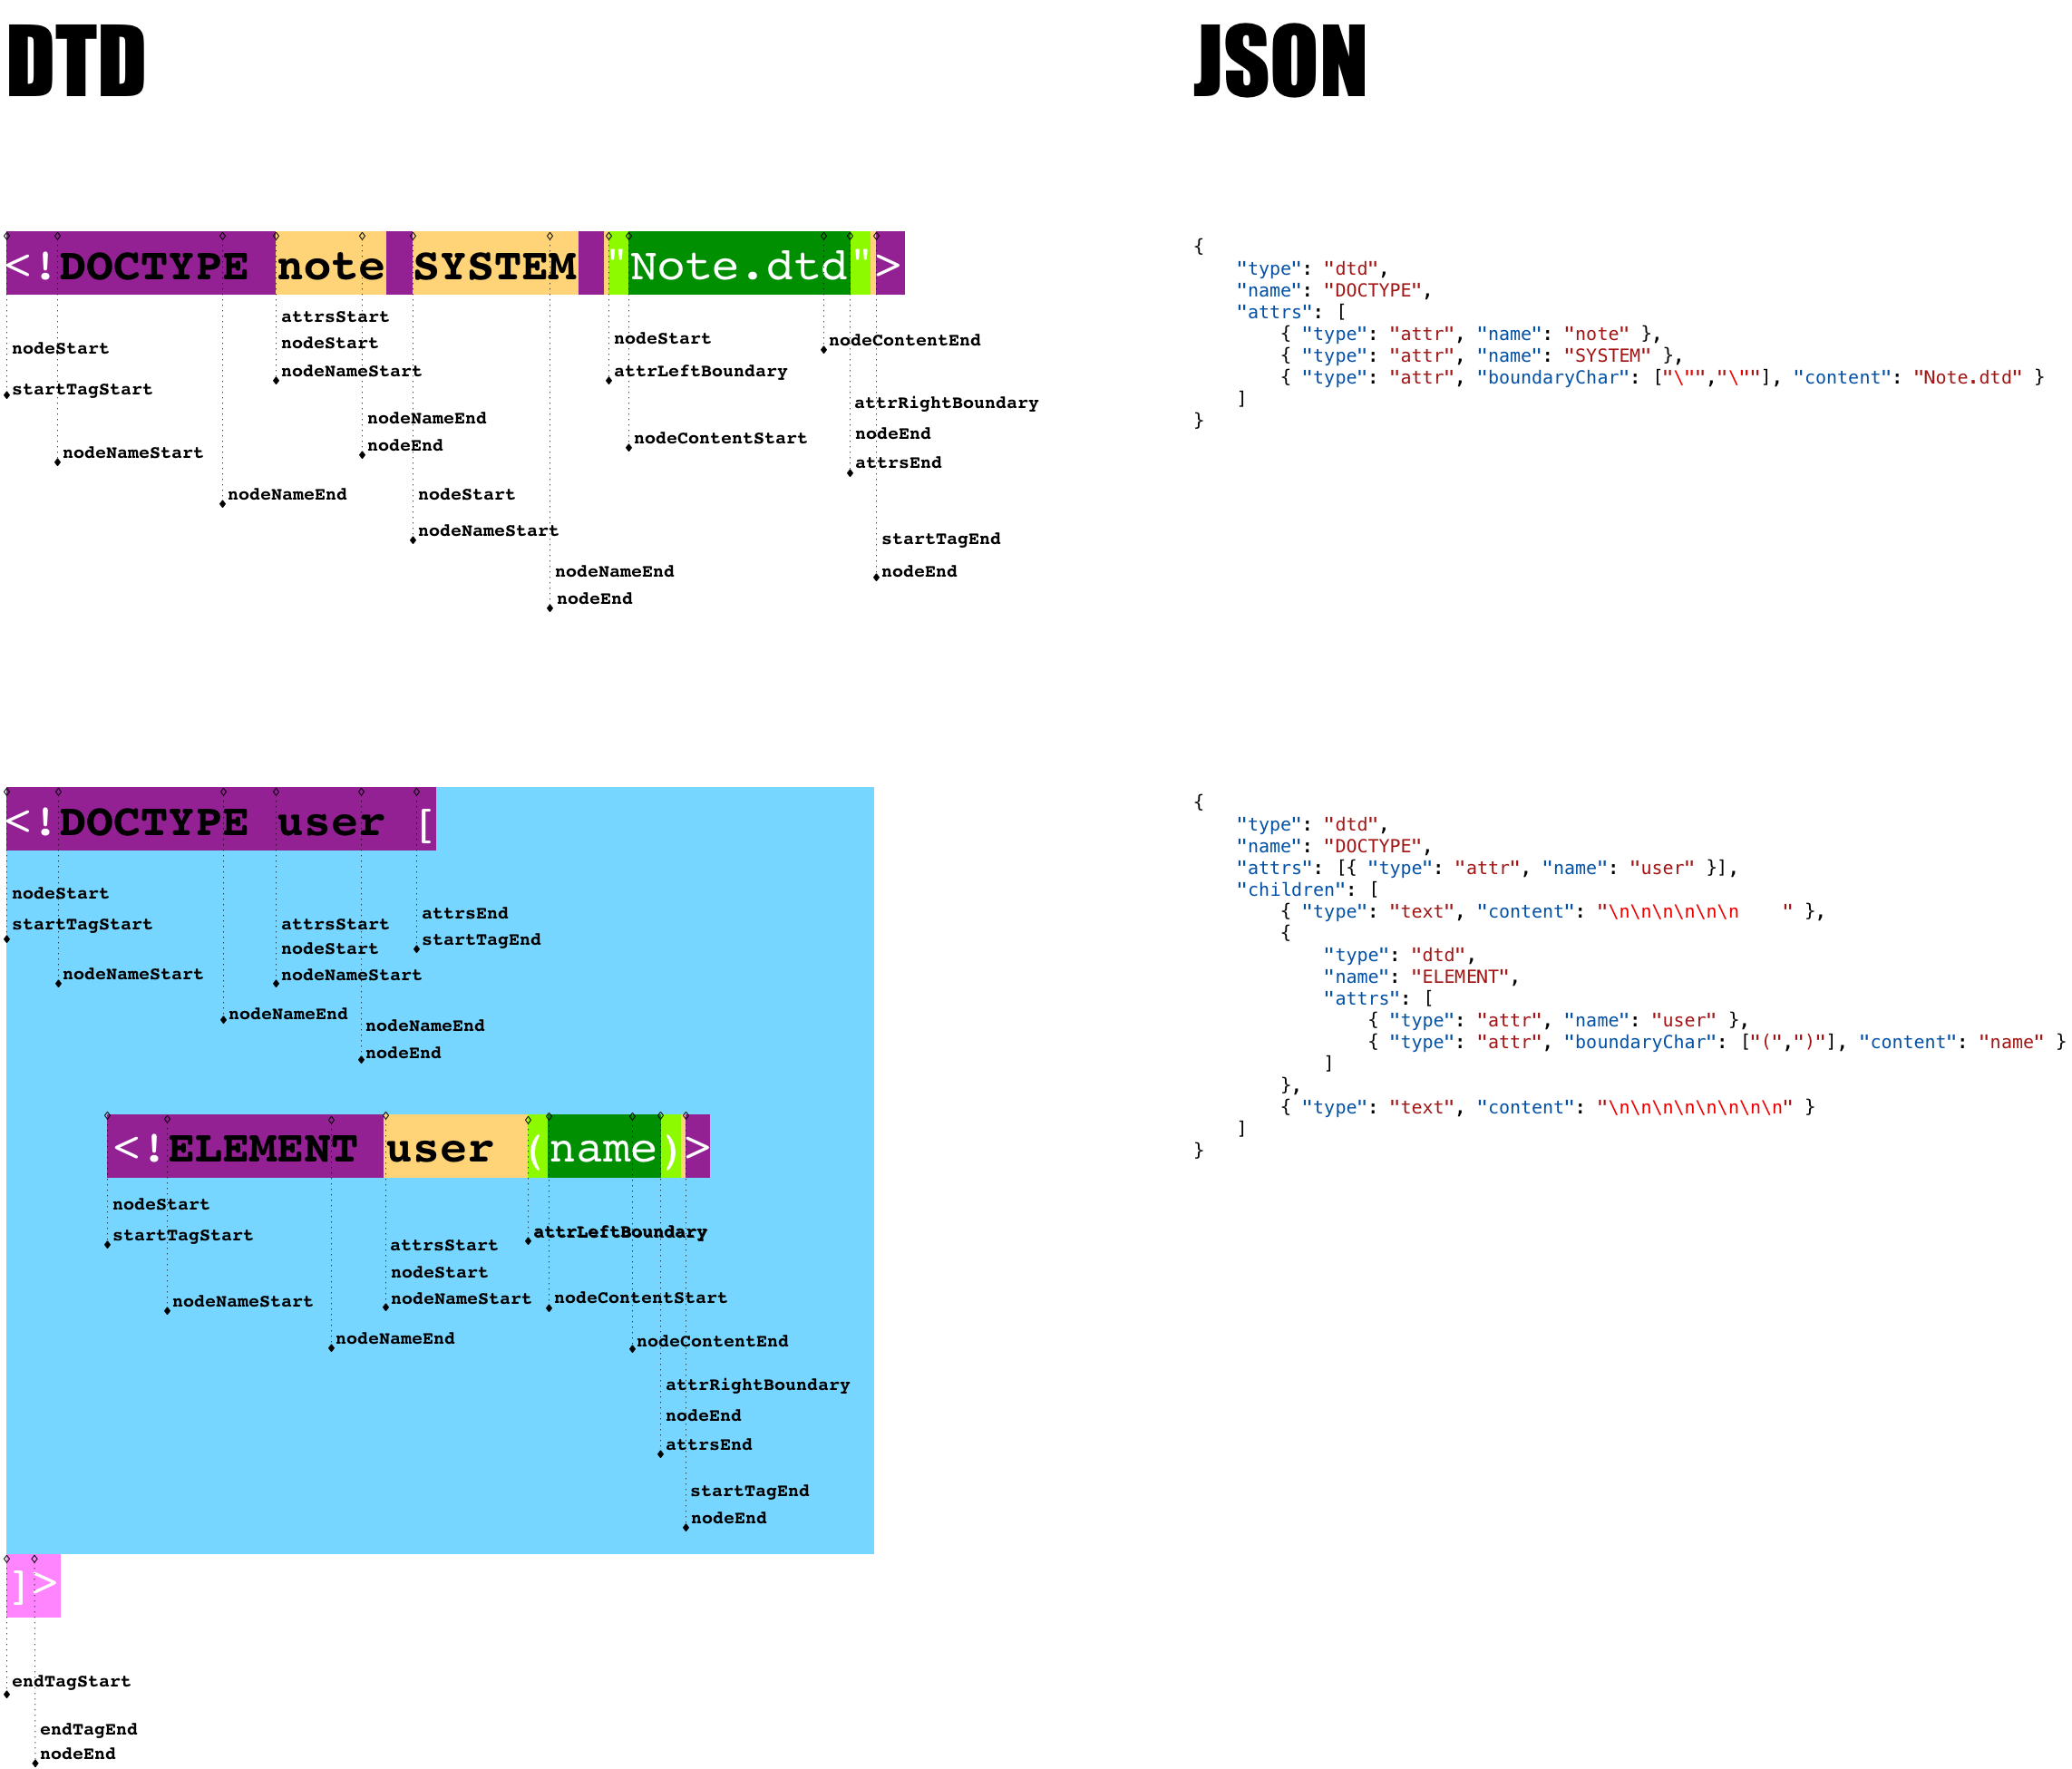 DTD
JSON
<!DOCTYPE note SYSTEM "Note.dtd">
attrsStart
nodeStart
nodeContentEnd
nodeStart
nodeStart
nodeNameStart
attrLeftBoundary
startTagStart
attrRightBoundary
nodeNameEnd
nodeEnd
nodeContentStart
nodeEnd
nodeNameStart
attrsEnd
nodeNameEnd
nodeStart
nodeNameStart
startTagEnd
nodeNameEnd
nodeEnd
nodeEnd
{
    "type": "dtd",
    "name": "DOCTYPE",
    "attrs": [
        { "type": "attr", "name": "note" },
        { "type": "attr", "name": "SYSTEM" },
        { "type": "attr", "boundaryChar": ["\"","\""], "content": "Note.dtd" }
    ]
}
<!DOCTYPE user [
nodeStart
attrsEnd
startTagStart
attrsStart
startTagEnd
nodeStart
nodeNameStart
nodeNameStart
nodeNameEnd
nodeNameEnd
nodeEnd
<!ELEMENT user (name)>
nodeStart
attrLeftBoundary
startTagStart
attrsStart
nodeStart
nodeNameStart
nodeNameStart
nodeContentStart
nodeNameEnd
nodeContentEnd
attrRightBoundary
nodeEnd
attrsEnd
startTagEnd
nodeEnd
]>
endTagStart
endTagEnd
nodeEnd
{
    "type": "dtd",
    "name": "DOCTYPE",
    "attrs": [{ "type": "attr", "name": "user" }],
    "children": [
        { "type": "text", "content": "\n\n\n\n\n\n    " },
        {
            "type": "dtd",
            "name": "ELEMENT",
            "attrs": [
                { "type": "attr", "name": "user" },
                { "type": "attr", "boundaryChar": ["(",")"], "content": "name" }
            ]
        },
        { "type": "text", "content": "\n\n\n\n\n\n\n\n" }
    ]
}